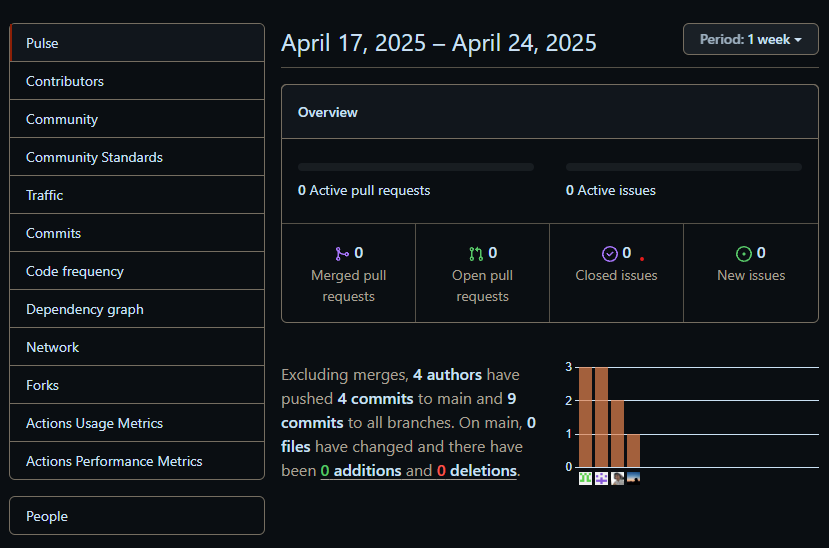 Pulse
Contributors
Community
Community Standards
Traffic
Commits
Code frequency
Dependency graph
Network
Forks
Actions Usage Metrics
Actions Performance Metrics
People
April 17, 2025 – April 24, 2025
Period: 1 week
Overview
0 Active pull requests
0 Active issues
0
Merged pull
requests
0
Open pull
requests
0
Closed issues
0
New issues
Excluding merges, 4 authors have
pushed 4 commits to main and 9
commits to all branches. On main, 0
files have changed and there have
been 0 additions and 0 deletions.
3
2
1
0